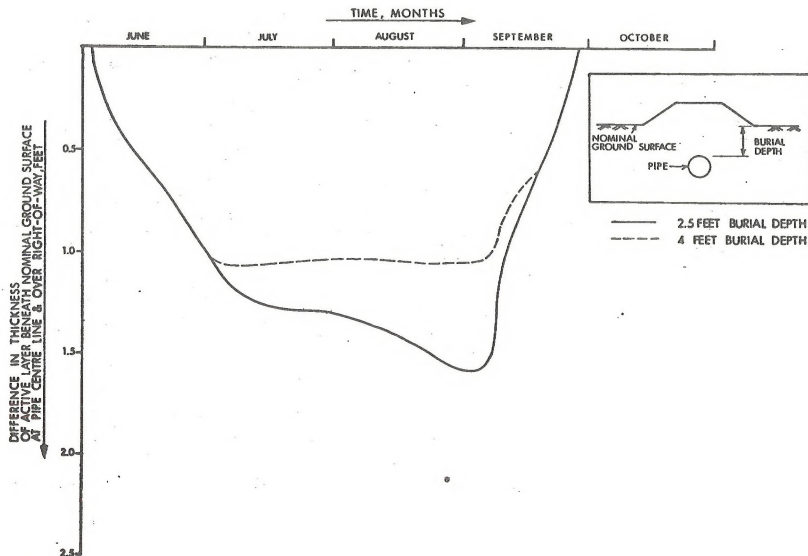 TIME, MONTHS
JUNE JULY AUGUST SEPTEMBER OCTOBER
0.5
1.0
1.5
2.0
2.5
DIFFERENCE IN THICKNESS
OF ACTIVE LAYER BENEATH NOMINAL GROUND SURFACE
AT PIPE CENTRE LINE & OVER RIGHT-OF-WAY, FEET
NOMINAL
GROUND SURFACE
BURIAL
DEPTH
PIPE
2.5 FEET BURIAL DEPTH
4 FEET BURIAL DEPTH